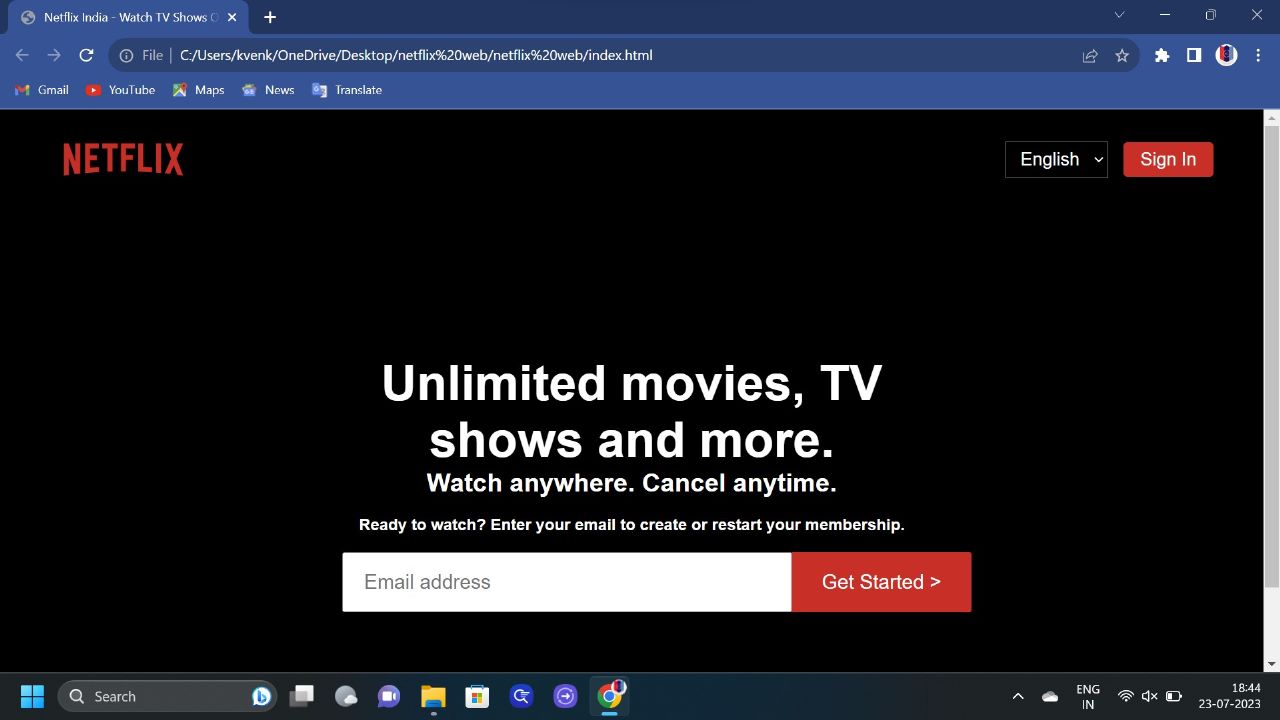 Netflix India - Watch TV Shows O
File
C:/Users/kvenk/OneDrive/Desktop/netflix%20web/netflix%20web/index.html
Gmail YouTube Maps News Translate
NETFLIX
English
Sign In
Unlimited movies, TV
shows and more.
Watch anywhere. Cancel anytime.
Ready to watch? Enter your email to create or restart your membership.
Email address
Get Started >
Search
ENG
IN
18:44
23-07-2023